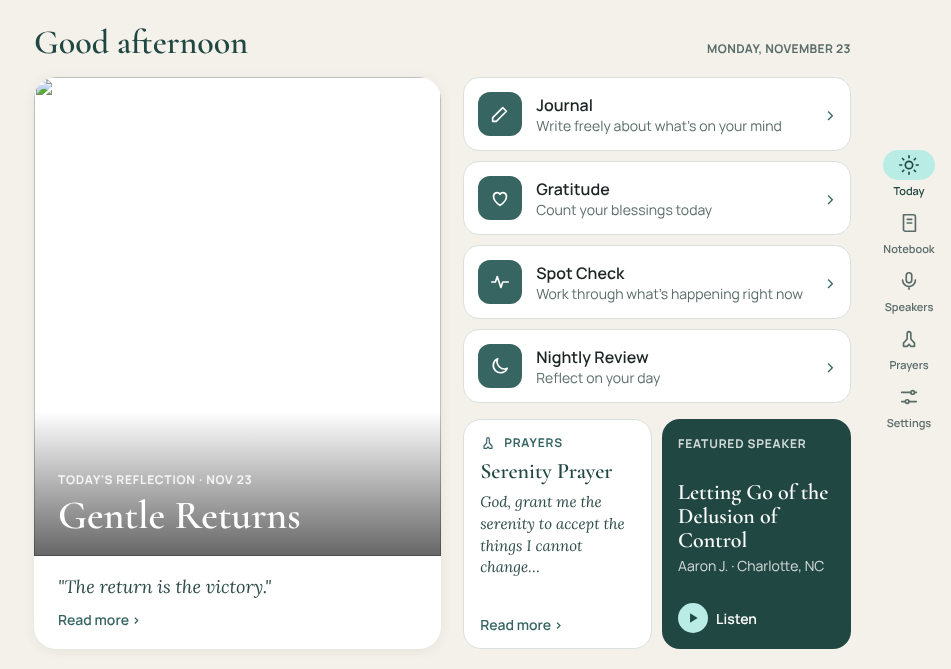 Good afternoon
MONDAY, NOVEMBER 23
TODAY'S REFLECTION · NOV 23
Gentle Returns
"The return is the victory."
Read more ›
Journal
Write freely about what's on your mind
Gratitude
Count your blessings today
Spot Check
Work through what's happening right now
Nightly Review
Reflect on your day
PRAYERS
Serenity Prayer
God, grant me the
serenity to accept the
things I cannot
change...
Read more ›
FEATURED SPEAKER
Letting Go of the
Delusion of
Control
Aaron J. · Charlotte, NC
Listen
Today
Notebook
Speakers
Prayers
Settings